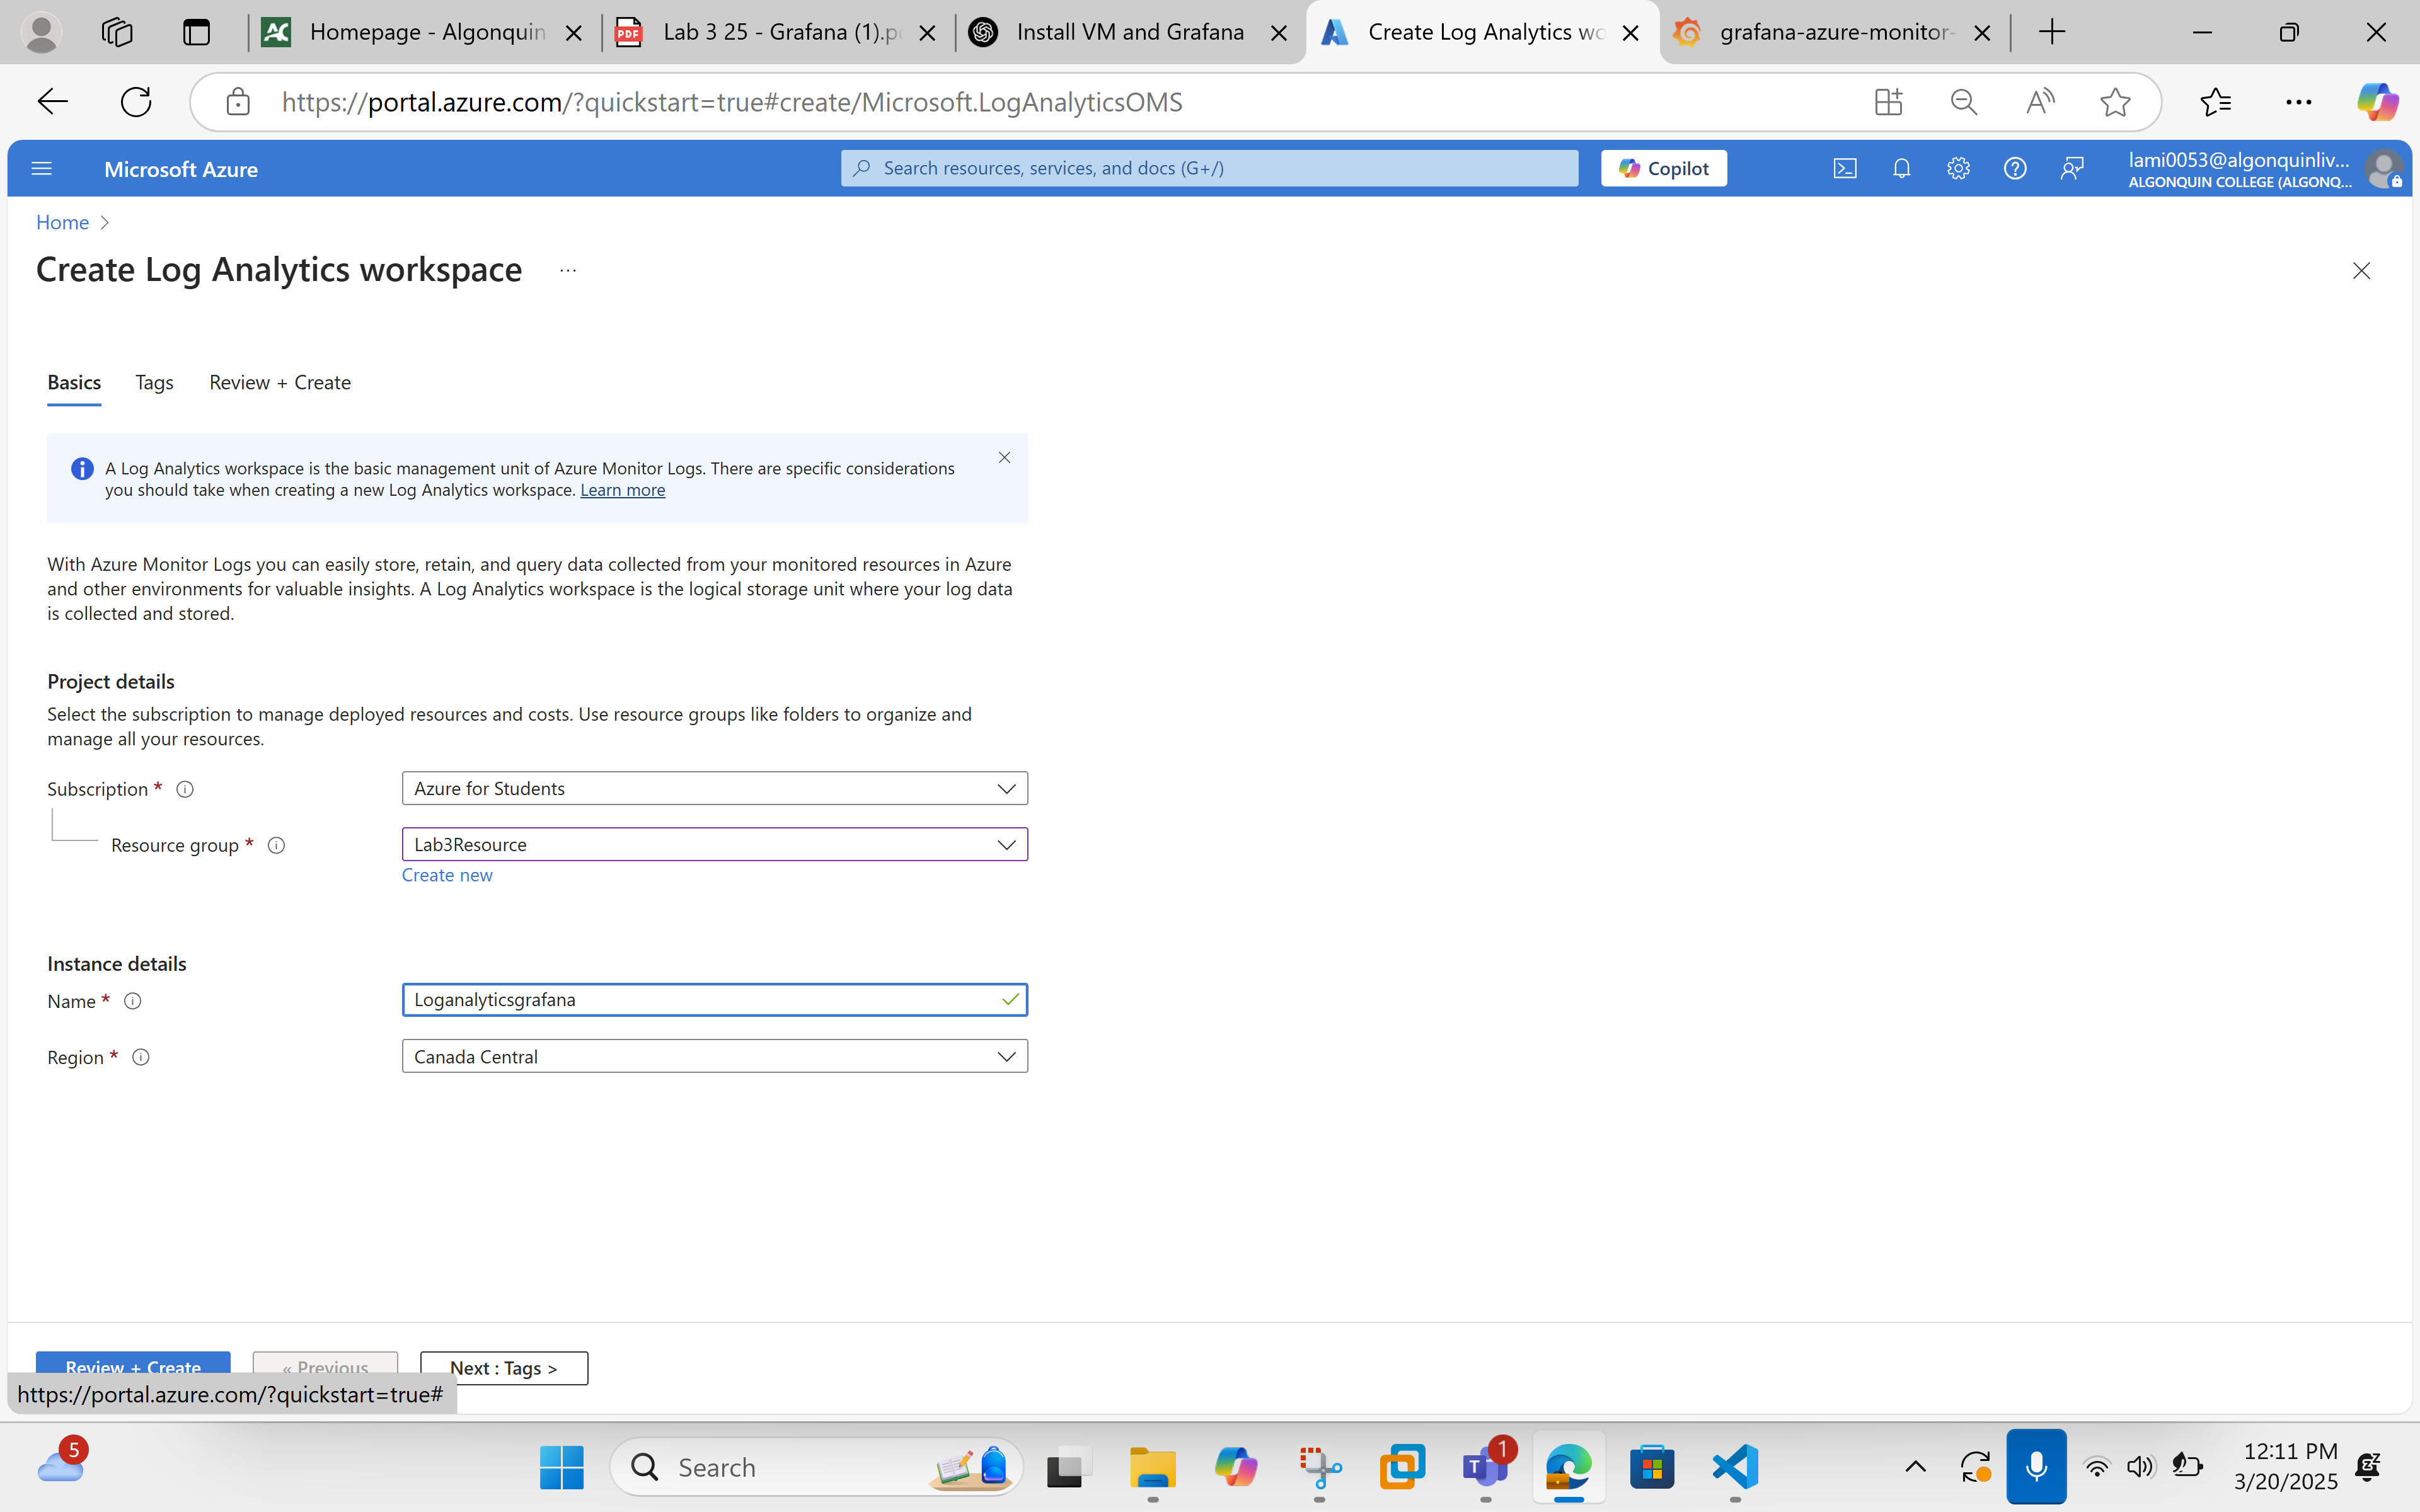 Homepage - Algonquin
Lab 3 25 - Grafana (1).p
Install VM and Grafana
Create Log Analytics wo
grafana-azure-monitor-
https://portal.azure.com/?quickstart=true#create/Microsoft.LogAnalyticsOMS
Microsoft Azure
Search resources, services, and docs (G+/)
Copilot
lami0053@algonquinliv...
ALGONQUIN COLLEGE (ALGONQ...
Home >
Create Log Analytics workspace ...
Basics Tags Review + Create
A Log Analytics workspace is the basic management unit of Azure Monitor Logs. There are specific considerations
you should take when creating a new Log Analytics workspace. Learn more
With Azure Monitor Logs you can easily store, retain, and query data collected from your monitored resources in Azure
and other environments for valuable insights. A Log Analytics workspace is the logical storage unit where your log data
is collected and stored.
Project details
Select the subscription to manage deployed resources and costs. Use resource groups like folders to organize and
manage all your resources.
Subscription * Azure for Students
Resource group * Lab3Resource
Create new
Instance details
Name * Loganalyticsgrafana
Region * Canada Central
Review + Create « Previous Next : Tags >
https://portal.azure.com/?quickstart=true#
5
Search
1
12:11 PM
3/20/2025